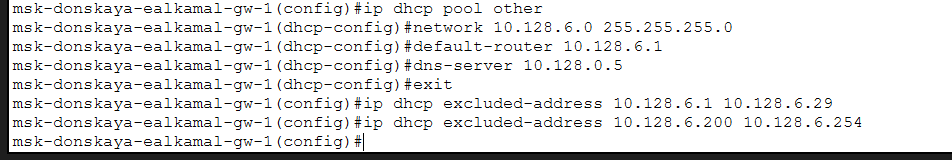 msk-donskaya-ealkamal-gw-1(config)#ip dhcp pool other
msk-donskaya-ealkamal-gw-1(dhcp-config)#network 10.128.6.0 255.255.255.0
msk-donskaya-ealkamal-gw-1(dhcp-config)#default-router 10.128.6.1
msk-donskaya-ealkamal-gw-1(dhcp-config)#dns-server 10.128.0.5
msk-donskaya-ealkamal-gw-1(dhcp-config)#exit
msk-donskaya-ealkamal-gw-1(config)#ip dhcp excluded-address 10.128.6.1 10.128.6.29
msk-donskaya-ealkamal-gw-1(config)#ip dhcp excluded-address 10.128.6.200 10.128.6.254
msk-donskaya-ealkamal-gw-1(config)#